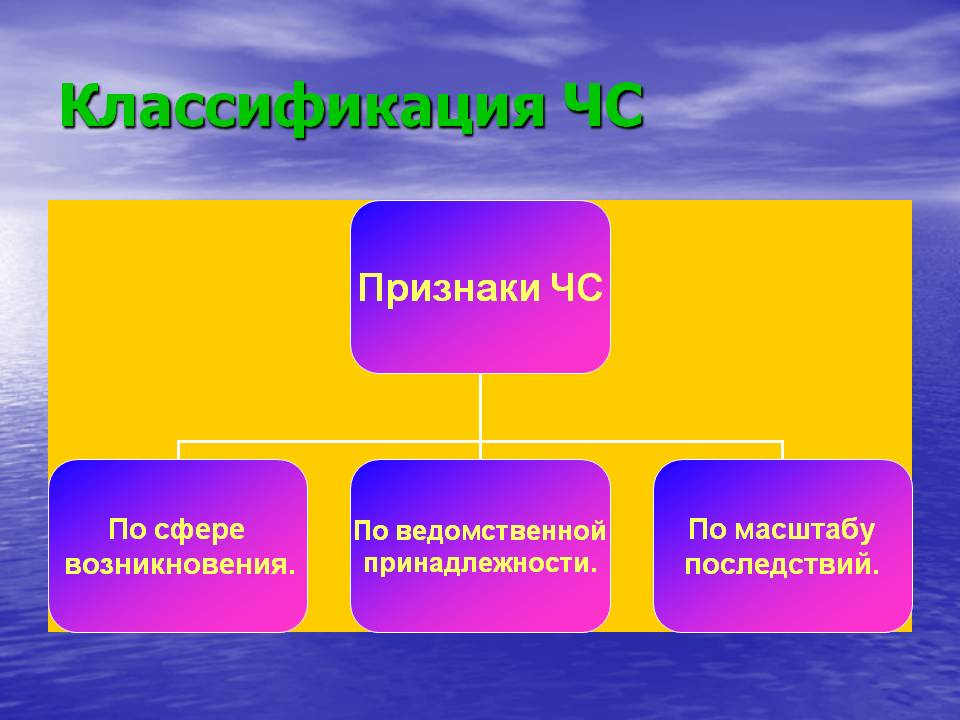 Классификация ЧС
Признаки ЧС
По сфере
возникновения.
По ведомственной
принадлежности.
По масштабу
последствий.